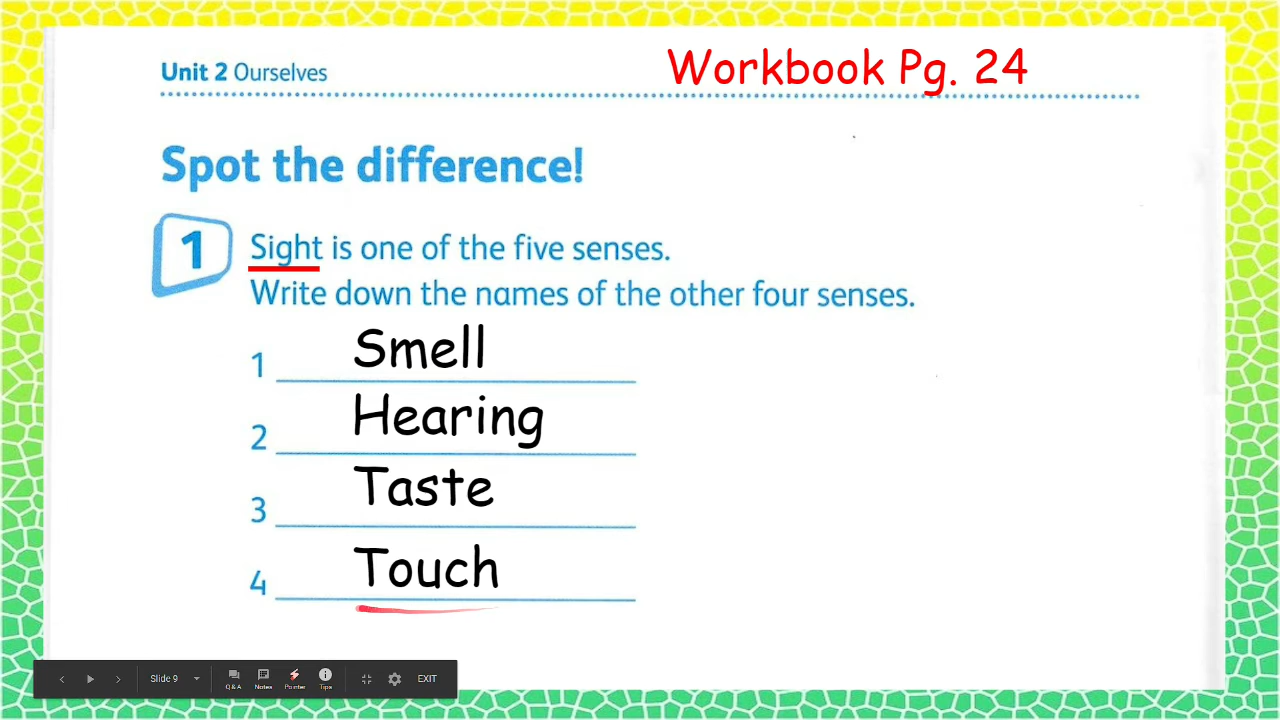 Unit 2 Ourselves
Workbook Pg. 24
Spot the difference!
1 Sight is one of the five senses.
Write down the names of the other four senses.
1 Smell
2 Hearing
3 Taste
4 Touch
Slide 9 Q&A Notes Pointer Tips EXIT